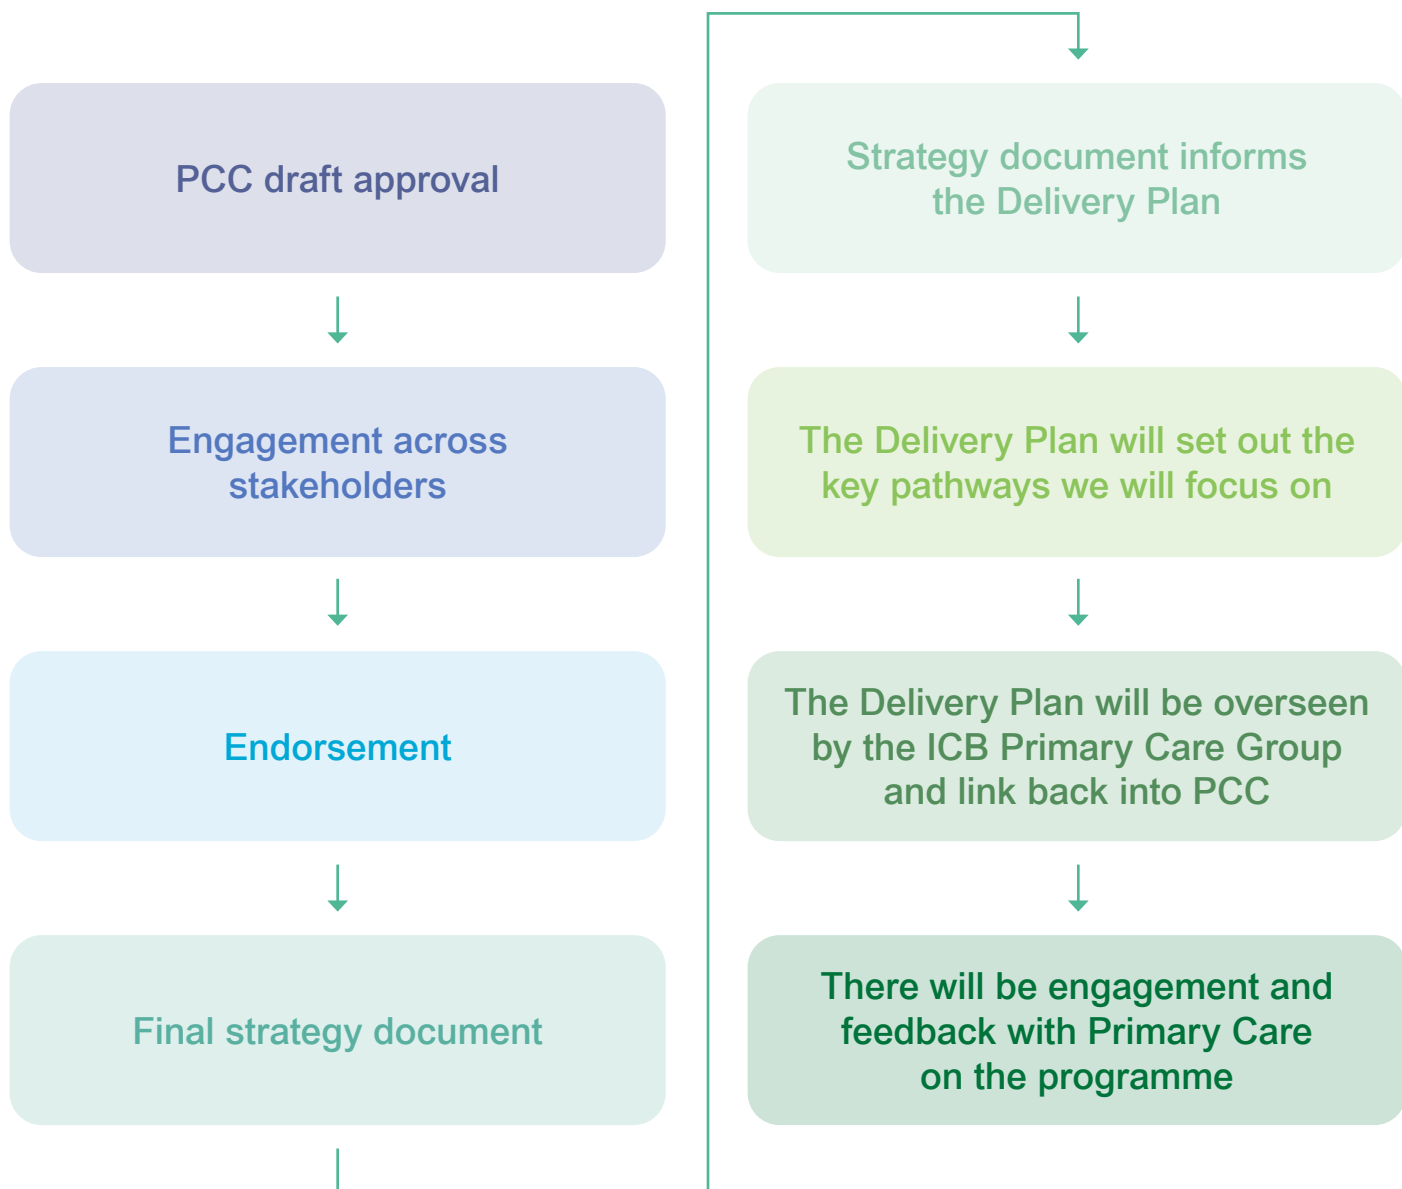 PCC draft approval
Engagement across
stakeholders
Endorsement
Final strategy document
Strategy document informs
the Delivery Plan
The Delivery Plan will set out the
key pathways we will focus on
The Delivery Plan will be overseen
by the ICB Primary Care Group
and link back into PCC
There will be engagement and
feedback with Primary Care
on the programme